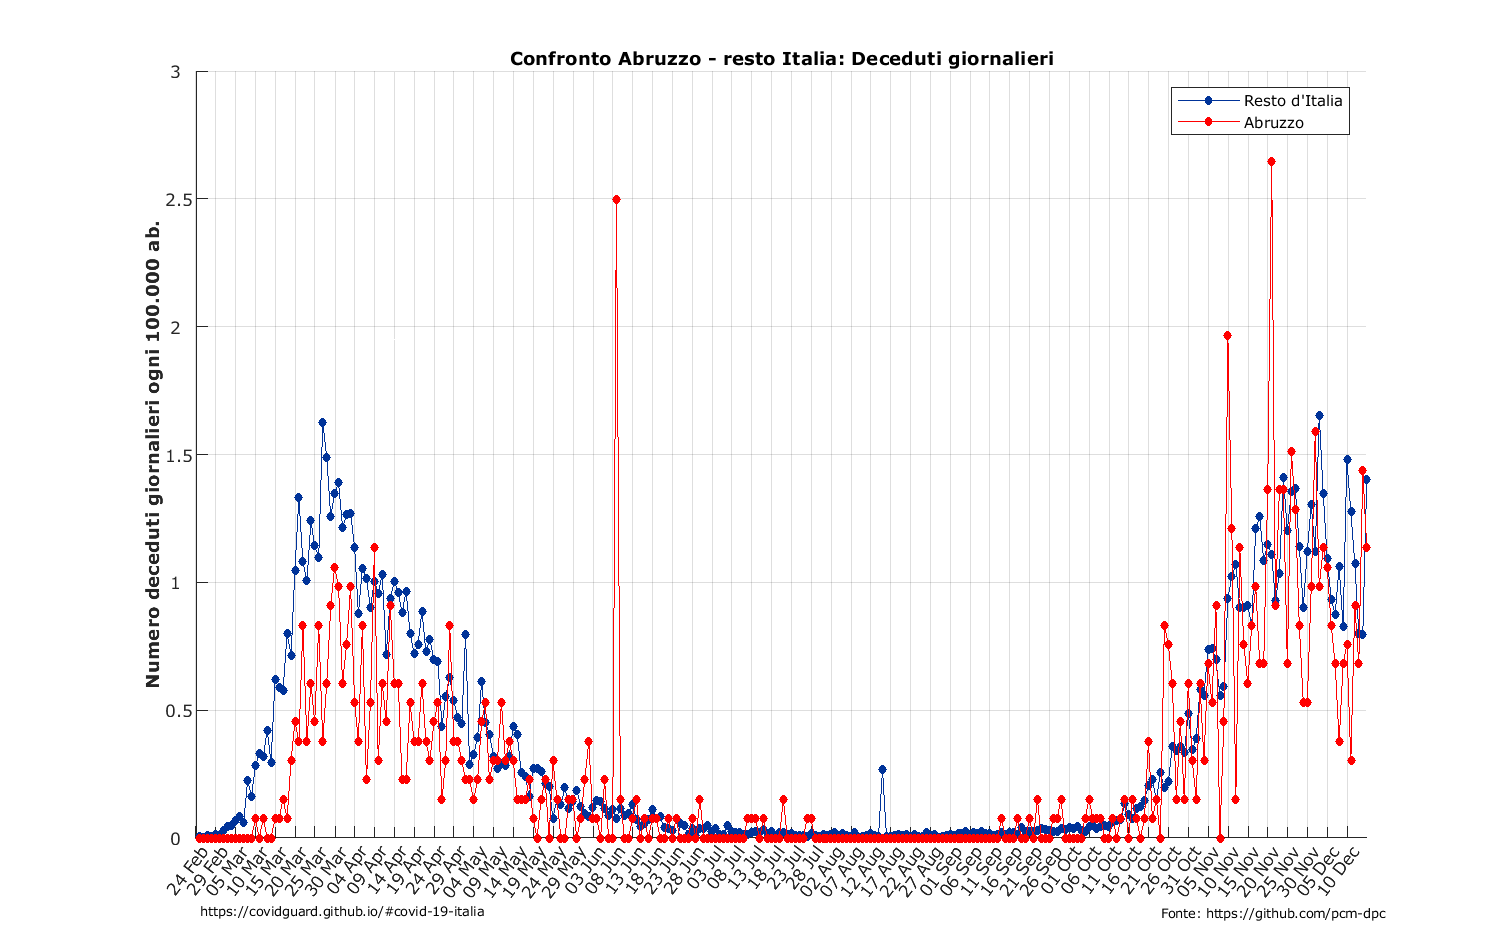 Confronto Abruzzo - resto Italia: Deceduti giornalieri
Resto d'Italia
Abruzzo
Numero deceduti giornalieri ogni 100.000 ab.
3
2.5
2
1.5
1
0.5
0
24 Feb
29 Feb
05 Mar
10 Mar
15 Mar
20 Mar
25 Mar
30 Mar
04 Apr
09 Apr
14 Apr
19 Apr
24 Apr
29 Apr
04 May
09 May
14 May
19 May
24 May
29 May
03 Jun
08 Jun
13 Jun
18 Jun
23 Jun
28 Jun
03 Jul
08 Jul
13 Jul
18 Jul
23 Jul
28 Jul
02 Aug
07 Aug
12 Aug
17 Aug
22 Aug
27 Aug
01 Sep
06 Sep
11 Sep
16 Sep
21 Sep
26 Sep
01 Oct
06 Oct
11 Oct
16 Oct
21 Oct
26 Oct
31 Oct
05 Nov
10 Nov
15 Nov
20 Nov
25 Nov
30 Nov
05 Dec
10 Dec
https://covidguard.github.io/#covid-19-italia
Fonte: https://github.com/pcm-dpc